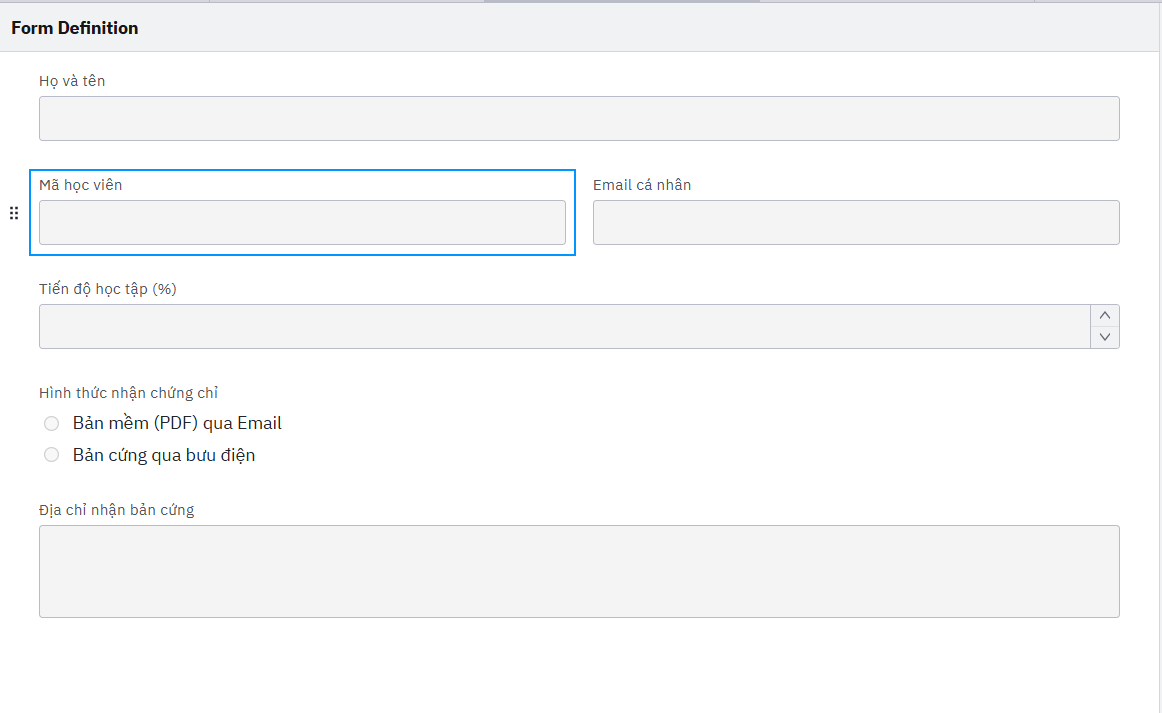 Form Definition
Họ và tên
Mã học viên
Email cá nhân
Tiến độ học tập (%)
Hình thức nhận chứng chỉ
Bản mềm (PDF) qua Email
Bản cứng qua bưu điện
Địa chỉ nhận bản cứng